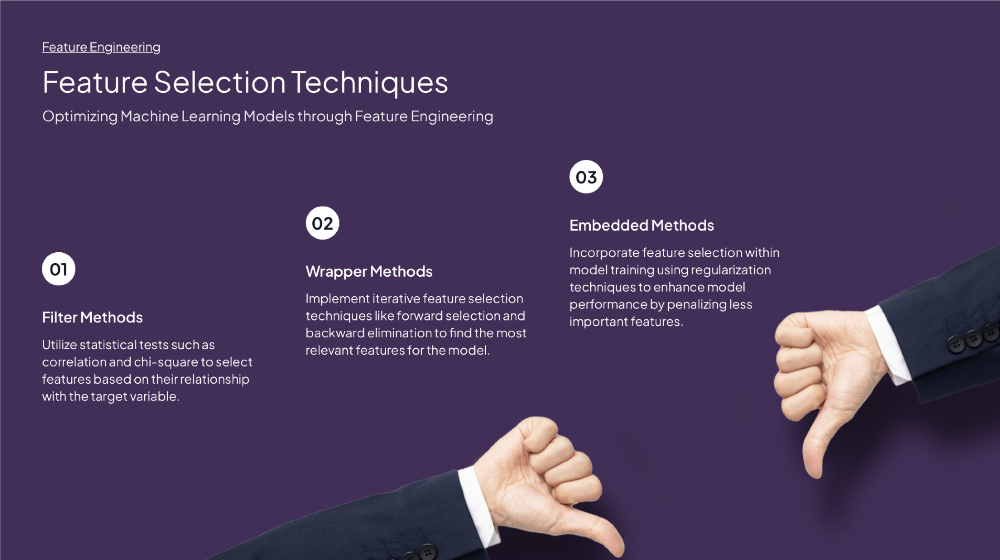 Feature Engineering
Feature Selection Techniques
Optimizing Machine Learning Models through Feature Engineering
01
Filter Methods
Utilize statistical tests such as
correlation and chi-square to select
features based on their relationship
with the target variable.
02
Wrapper Methods
Implement iterative feature selection
techniques like forward selection and
backward elimination to find the most
relevant features for the model.
03
Embedded Methods
Incorporate feature selection within
model training using regularization
techniques to enhance model
performance by penalizing less
important features.